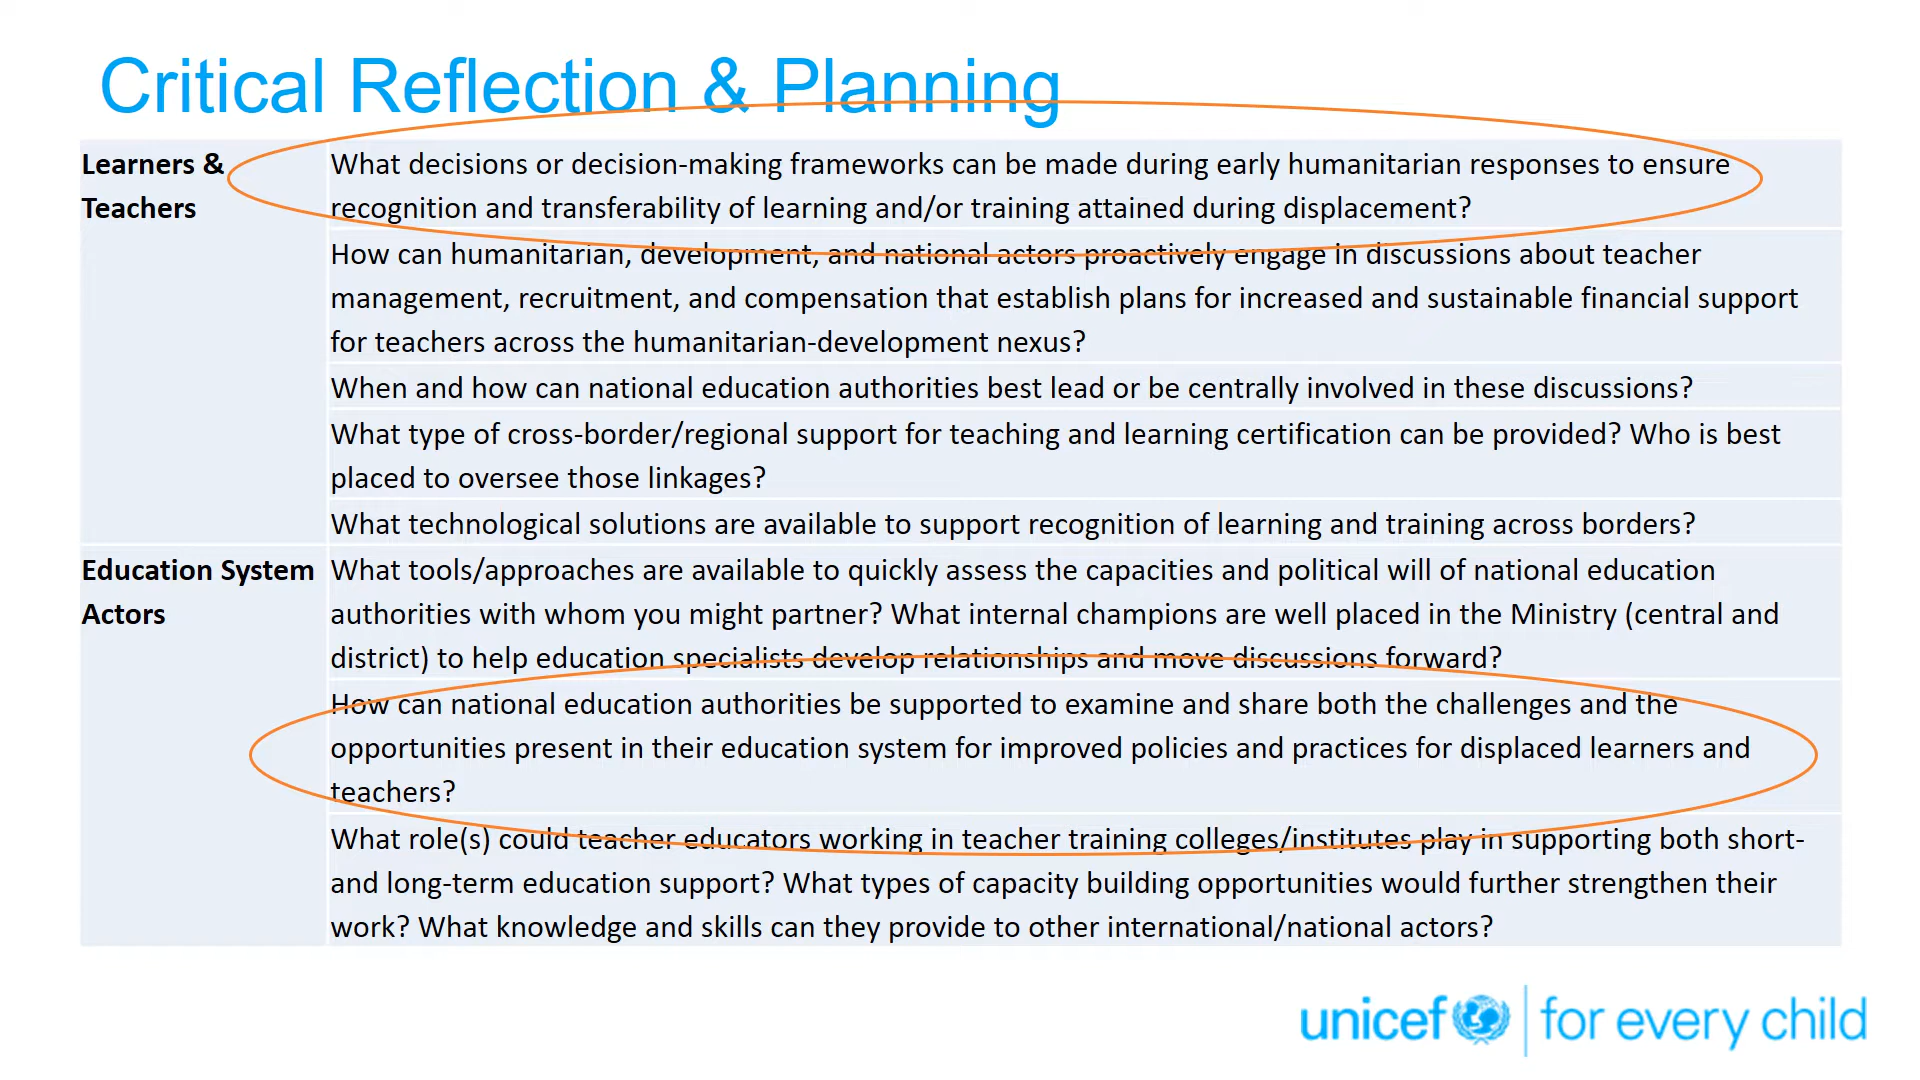 Critical Reflection & Planning
Learners &
Teachers
What decisions or decision-making frameworks can be made during early humanitarian responses to ensure
recognition and transferability of learning and/or training attained during displacement?
How can humanitarian, development, and national actors proactively engage in discussions about teacher
management, recruitment, and compensation that establish plans for increased and sustainable financial support
for teachers across the humanitarian-development nexus?
When and how can national education authorities best lead or be centrally involved in these discussions?
What type of cross-border/regional support for teaching and learning certification can be provided? Who is best
placed to oversee those linkages?
What technological solutions are available to support recognition of learning and training across borders?
Education System
Actors
What tools/approaches are available to quickly assess the capacities and political will of national education
authorities with whom you might partner? What internal champions are well placed in the Ministry (central and
district) to help education specialists develop relationships and move discussions forward?
How can national education authorities be supported to examine and share both the challenges and the
opportunities present in their education system for improved policies and practices for displaced learners and
teachers?
What role(s) could teacher educators working in teacher training colleges/institutes play in supporting both short-
and long-term education support? What types of capacity building opportunities would further strengthen their
work? What knowledge and skills can they provide to other international/national actors?
unicef for every child